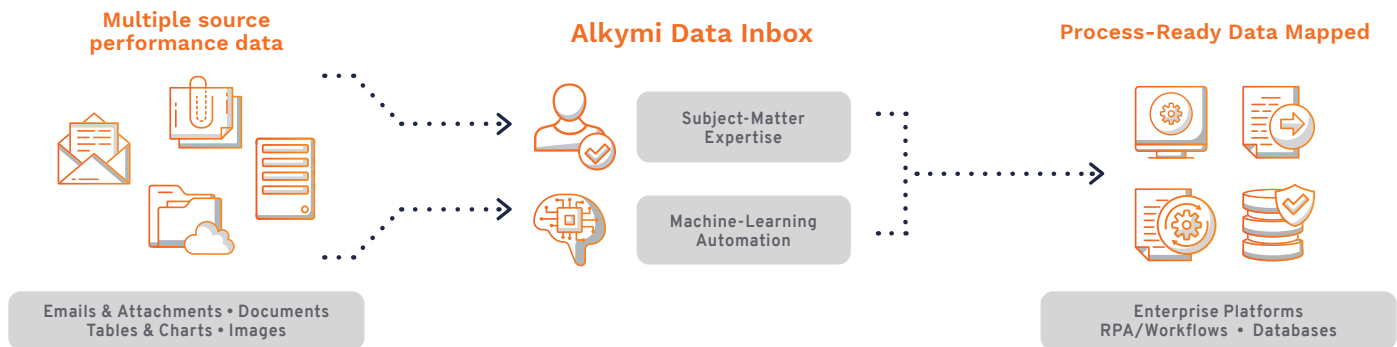 Multiple source
performance data
Emails & Attachments • Documents
Tables & Charts • Images
Alkymi Data Inbox
Subject-Matter
Expertise
Machine-Learning
Automation
Process-Ready Data Mapped
Enterprise Platforms
RPA/Workflows • Databases